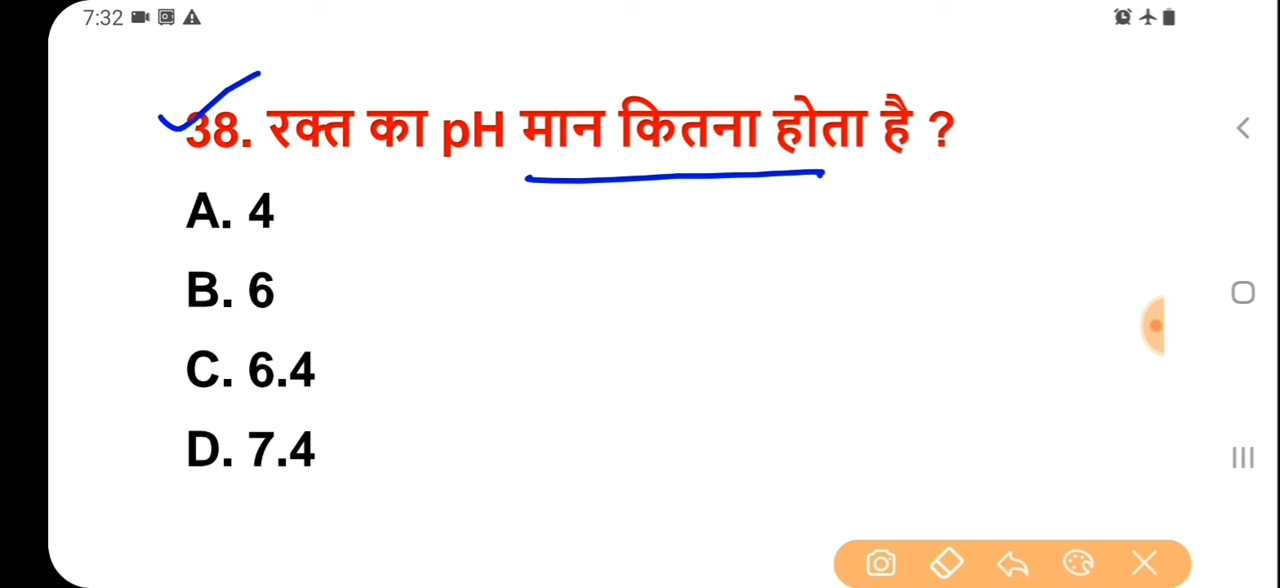 7:32
38. रक्त का pH मान कितना होता है ?
A. 4
B. 6
C. 6.4
D. 7.4